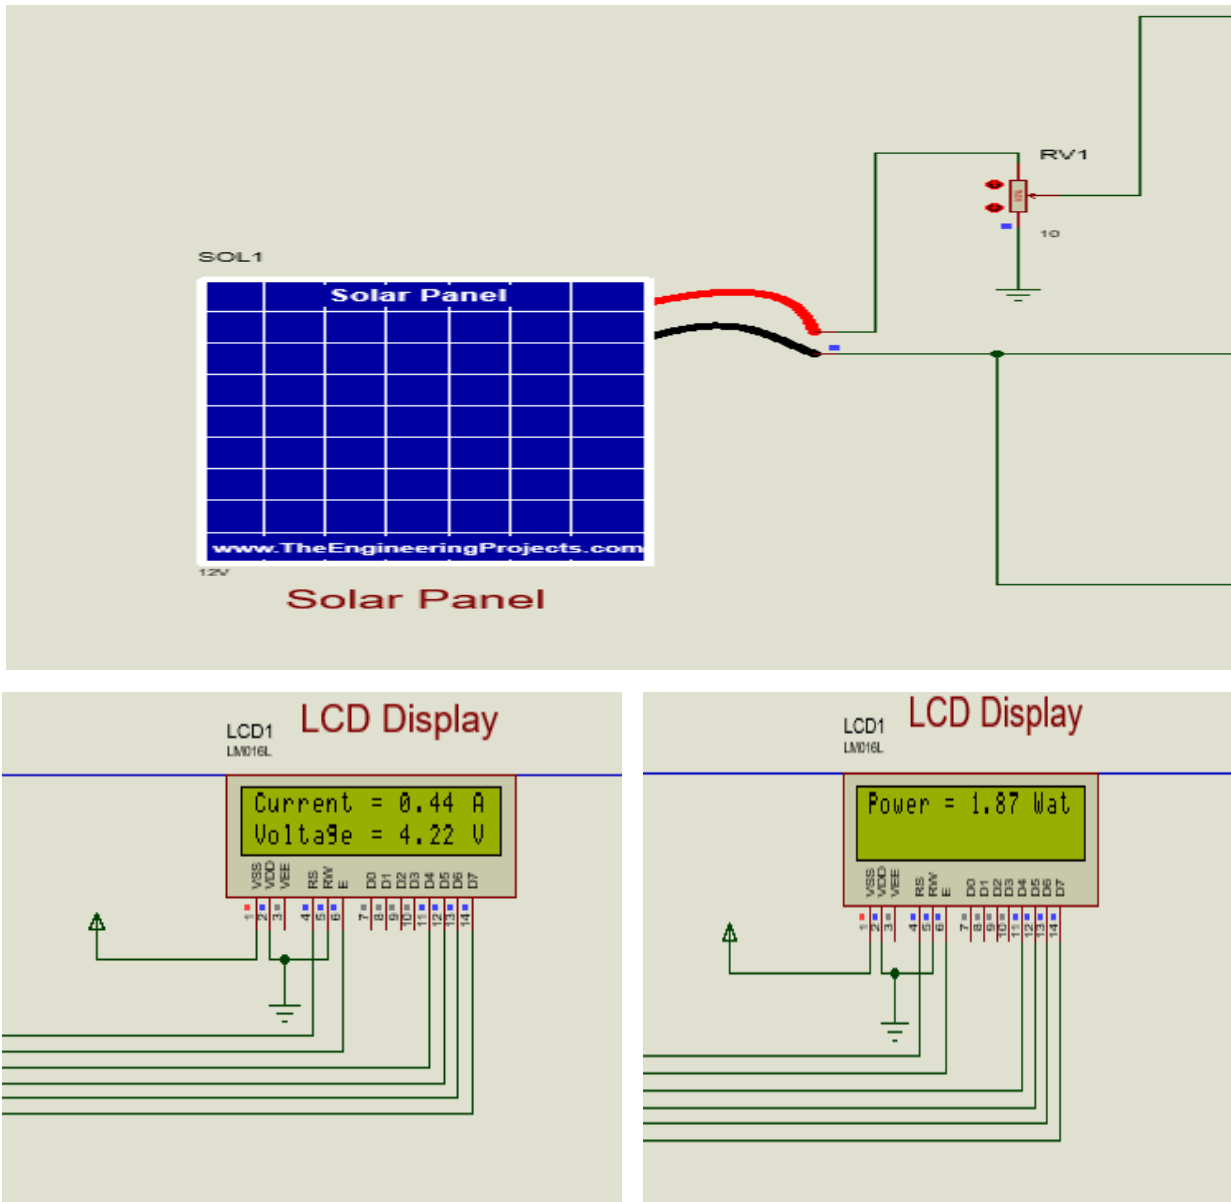 RV1
10
SOL1
Solar Panel
www.TheEngineeringProjects.com
12V
Solar Panel
LCD Display
LCD1
LM016L
Current = 0.44 A
Voltage = 4.22 V
VSS VDD VEE RS RW E D0 D1 D2 D3 D4 D5 D6 D7
1 2 3 4 5 6 7 8 9 10 11 12 13 14
LCD Display
LCD1
LM016L
Power = 1.87 Wat
VSS VDD VEE RS RW E D0 D1 D2 D3 D4 D5 D6 D7
1 2 3 4 5 6 7 8 9 10 11 12 13 14